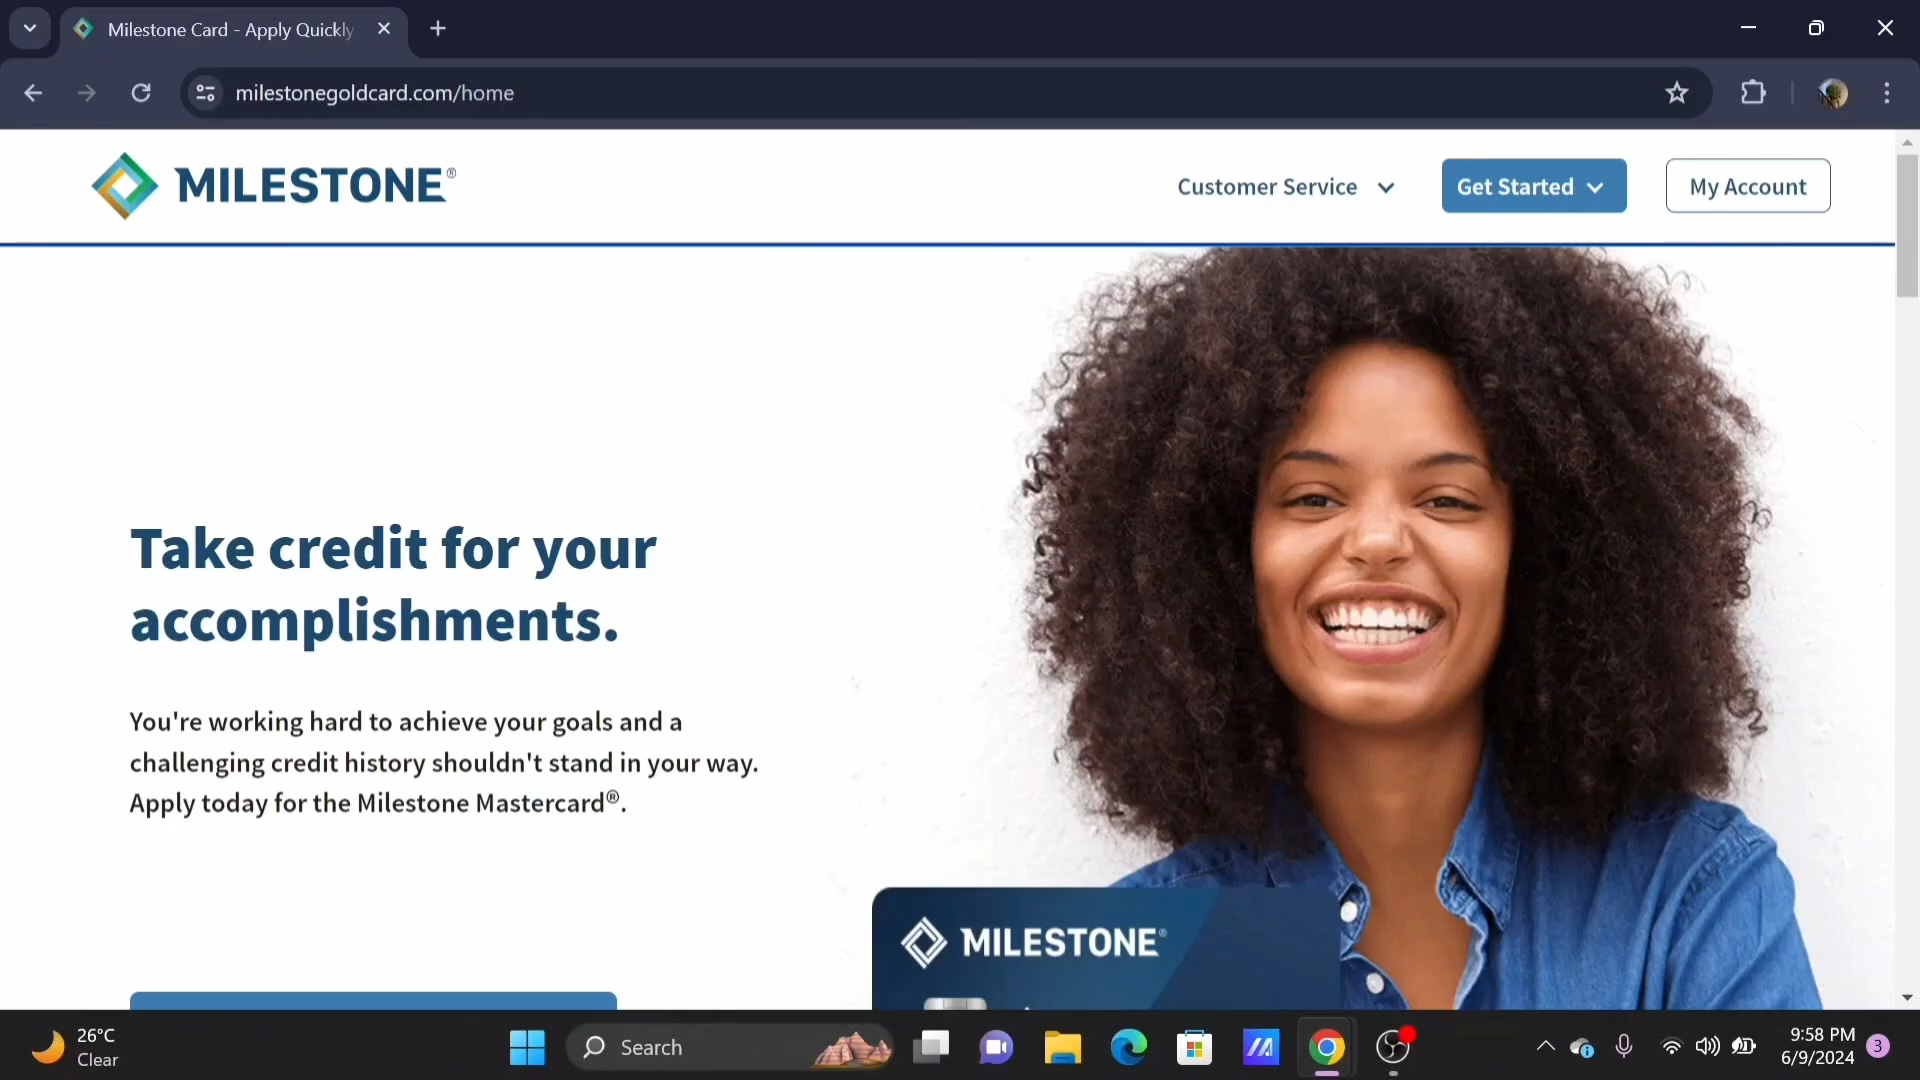 Milestone Card - Apply Quickly
milestonegoldcard.com/home
MILESTONE®
Customer Service
Get Started
My Account
Take credit for your
accomplishments.
You're working hard to achieve your goals and a
challenging credit history shouldn't stand in your way.
Apply today for the Milestone Mastercard®.
MILESTONE®
26°C
Clear
Search
9:58 PM
6/9/2024
3